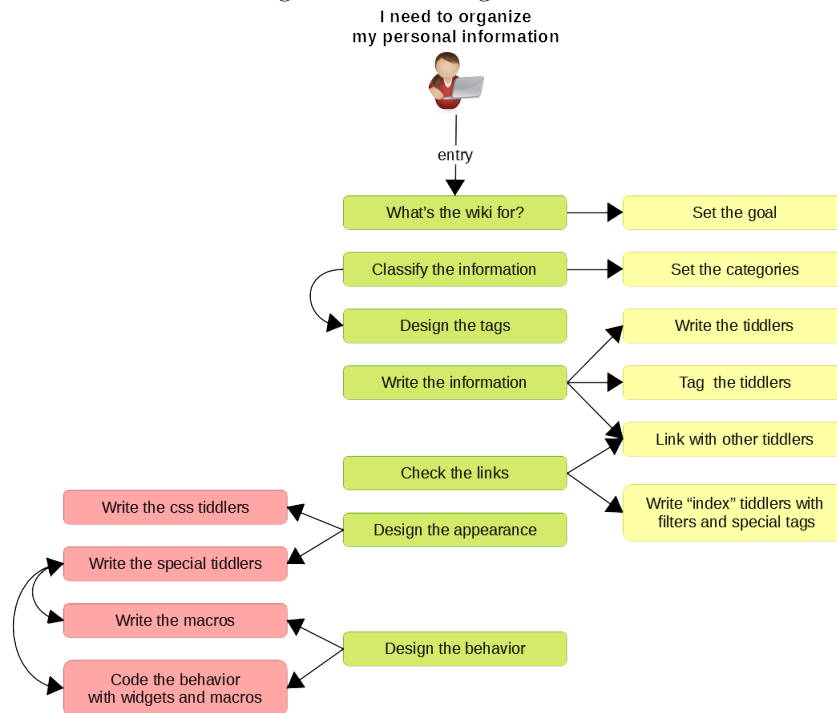 I need to organize
my personal information
entry
What's the wiki for?
Set the goal
Classify the information
Set the categories
Design the tags
Write the tiddlers
Write the information
Tag the tiddlers
Link with other tiddlers
Check the links
Write the css tiddlers
Write “index” tiddlers with
filters and special tags
Design the appearance
Write the special tiddlers
Write the macros
Design the behavior
Code the behavior
with widgets and macros